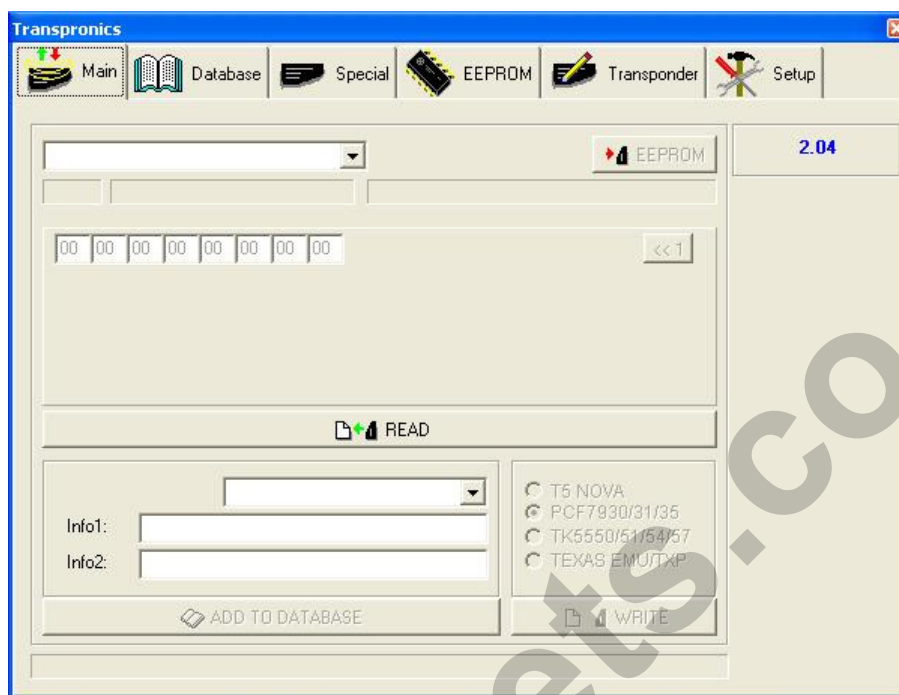 Transpronics
Main Database Special EEPROM Transponder Setup
EEPROM 2.04
00 00 00 00 00 00 00 00 << 1
READ
T5 NOVA
Info1: PCF7930/31/35
TK5550/51/54/57
Info2: TEXAS EMU/TXP
ADD TO DATABASE WRITE
ets.co